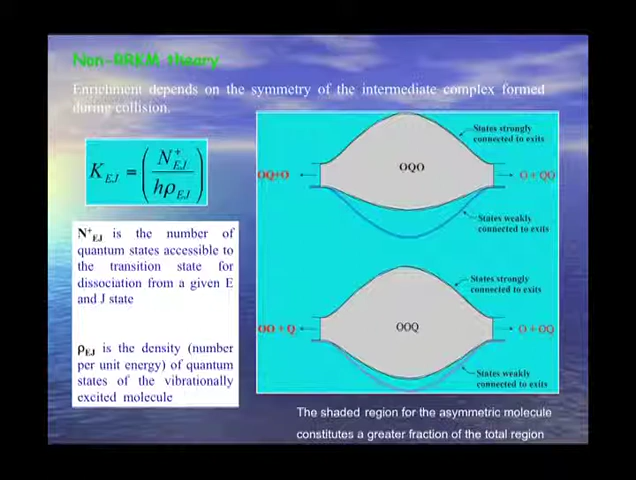 Non-RRKM theory
Enrichment depends on the symmetry of the intermediate complex formed
during collision.
K_EJ = ( N⁺_EJ / hρ_EJ )
N⁺_EJ is the number of
quantum states accessible to
the transition state for
dissociation from a given E
and J state
ρ_EJ is the density (number
per unit energy) of quantum
states of the vibrationally
excited molecule
States strongly
connected to exits
OQ+O
OQO
O + QQ
States weakly
connected to exits
States strongly
connected to exits
OO + Q
OOQ
O + OQ
States weakly
connected to exits
The shaded region for the asymmetric molecule
constitutes a greater fraction of the total region